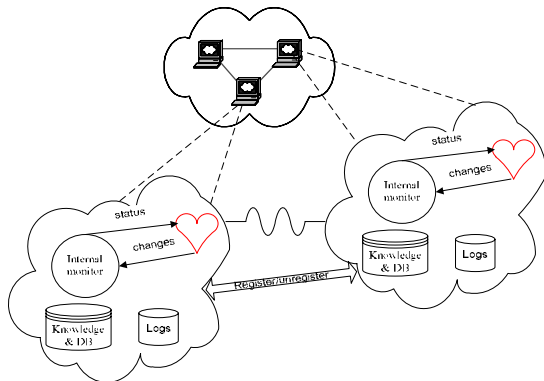 status
changes
Internal
monitor
Knowledge
& DB
Logs
status
changes
Internal
monitor
Register/unregister
Knowledge
& DB
Logs